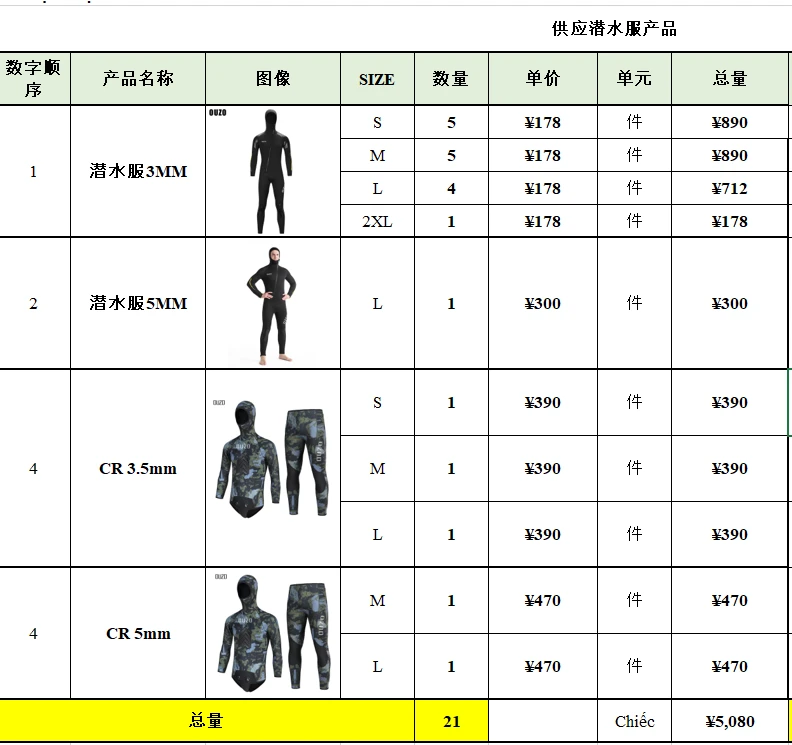 供应潜水服产品
数字顺序 产品名称 图像 SIZE 数量 单价 单元 总量
1 潜水服3MM OUZO S 5 ¥178 件 ¥890
M 5 ¥178 件 ¥890
L 4 ¥178 件 ¥712
2XL 1 ¥178 件 ¥178
2 潜水服5MM L 1 ¥300 件 ¥300
4 CR 3.5mm OUZO OUZO OUZO S 1 ¥390 件 ¥390
M 1 ¥390 件 ¥390
L 1 ¥390 件 ¥390
4 CR 5mm OUZO OUZO OUZO M 1 ¥470 件 ¥470
L 1 ¥470 件 ¥470
总量 21 Chiếc ¥5,080